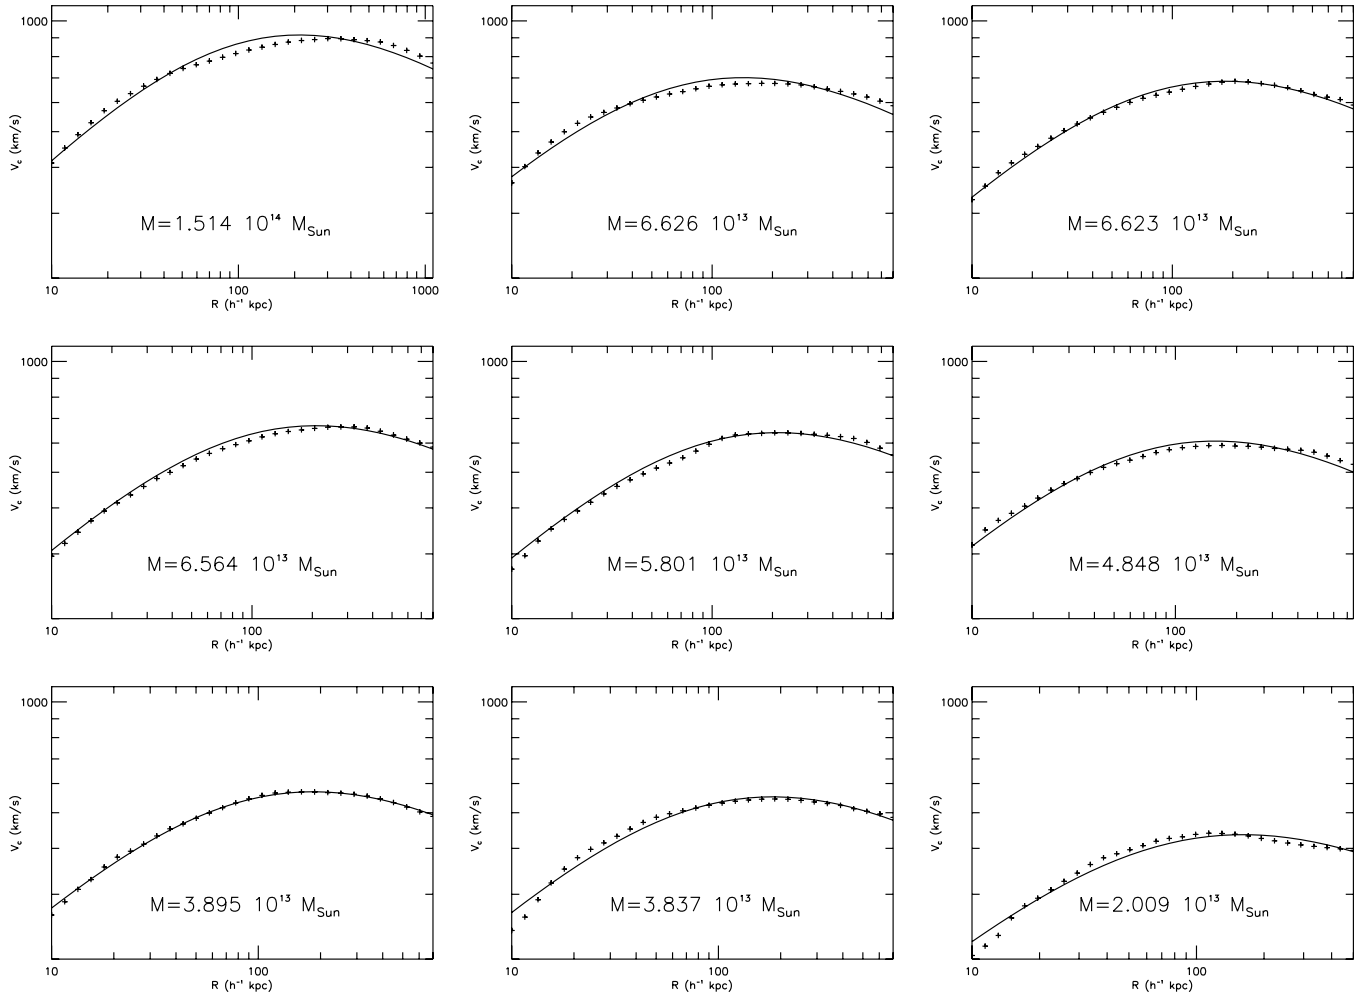 1000
V_c (km/s)
M=1.514 10^14 M_Sun
10 100 1000
R (h^-1 kpc)
1000
V_c (km/s)
M=6.626 10^13 M_Sun
10 100
R (h^-1 kpc)
1000
V_c (km/s)
M=6.623 10^13 M_Sun
10 100
R (h^-1 kpc)
1000
V_c (km/s)
M=6.564 10^13 M_Sun
10 100
R (h^-1 kpc)
1000
V_c (km/s)
M=5.801 10^13 M_Sun
10 100
R (h^-1 kpc)
1000
V_c (km/s)
M=4.848 10^13 M_Sun
10 100
R (h^-1 kpc)
1000
V_c (km/s)
M=3.895 10^13 M_Sun
10 100
R (h^-1 kpc)
1000
V_c (km/s)
M=3.837 10^13 M_Sun
10 100
R (h^-1 kpc)
1000
V_c (km/s)
M=2.009 10^13 M_Sun
10 100
R (h^-1 kpc)